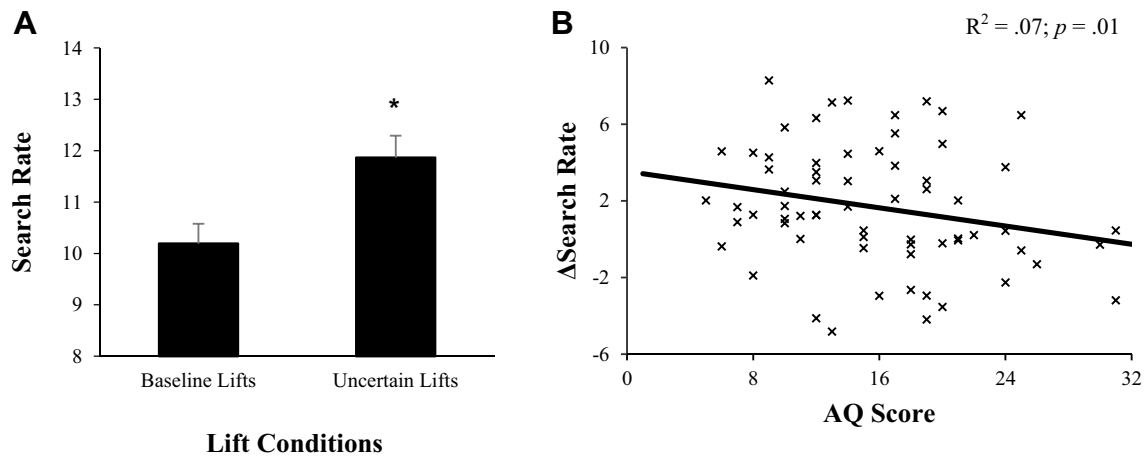 A
14
13
12
11
10
9
8
Search Rate
*
Baseline Lifts
Uncertain Lifts
Lift Conditions
B
R² = .07; p = .01
10
6
2
-2
-6
ΔSearch Rate
0
8
16
24
32
AQ Score